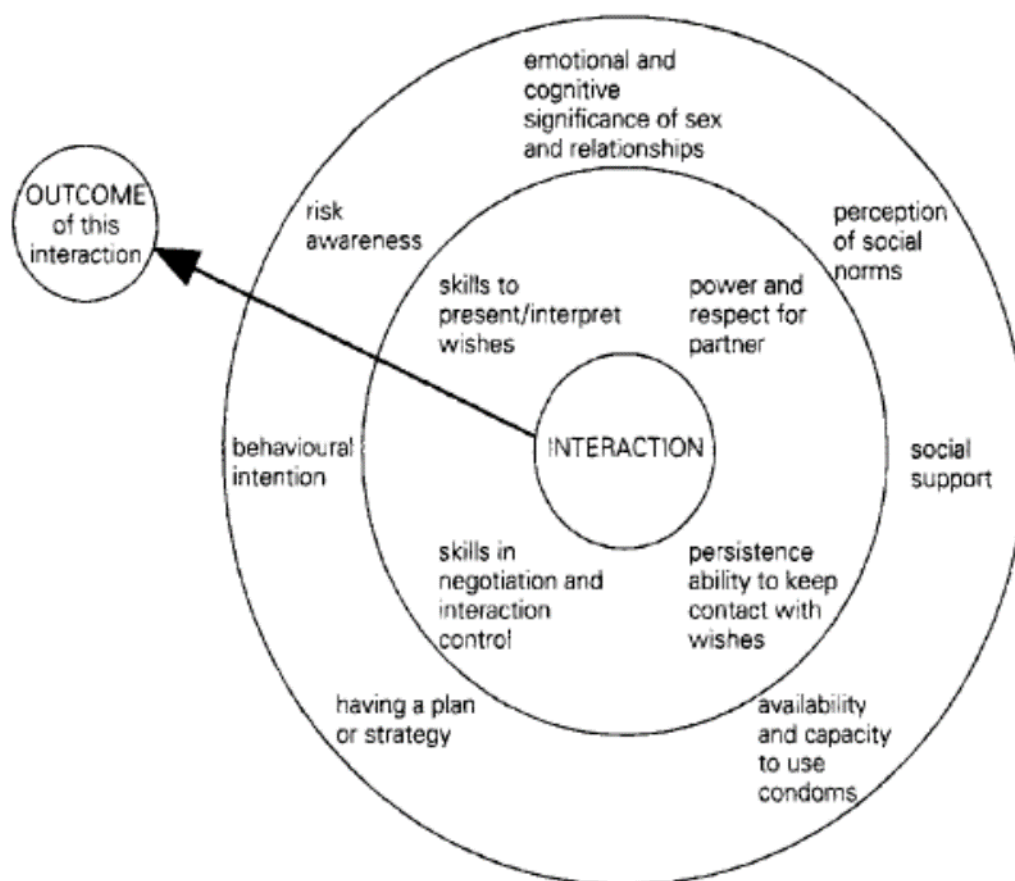 emotional and
cognitive
significance of sex
and relationships
OUTCOME
of this
interaction
risk
awareness
perception
of social
norms
skills to
present/interpret
wishes
power and
respect for
partner
behavioural
intention
INTERACTION
social
support
skills in
negotiation and
interaction
control
persistence
ability to keep
contact with
wishes
having a plan
or strategy
availability
and capacity
to use
condoms